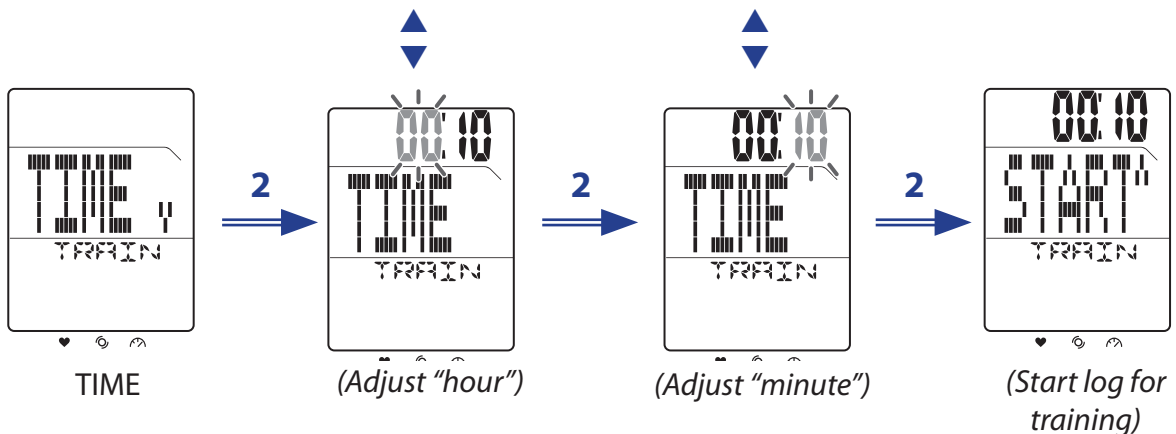 00:10
00:10
00:10
TIME Y
TRAIN
2
TIME
TRAIN
2
TIME
TRAIN
2
START"
TRAIN
TIME
(Adjust “hour”)
(Adjust “minute”)
(Start log for
training)